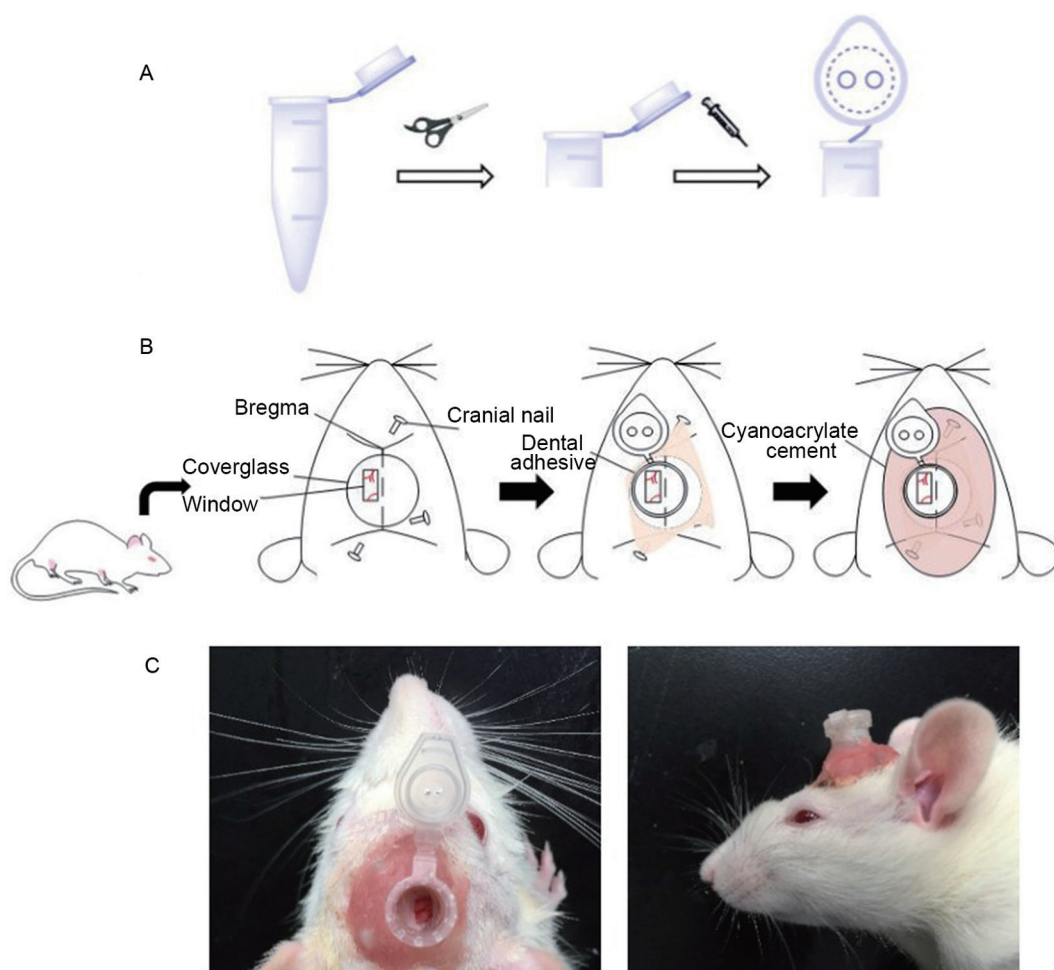 A
B
Bregma
Cranial nail
Coverglass
Window
Dental
adhesive
Cyanoacrylate
cement
C